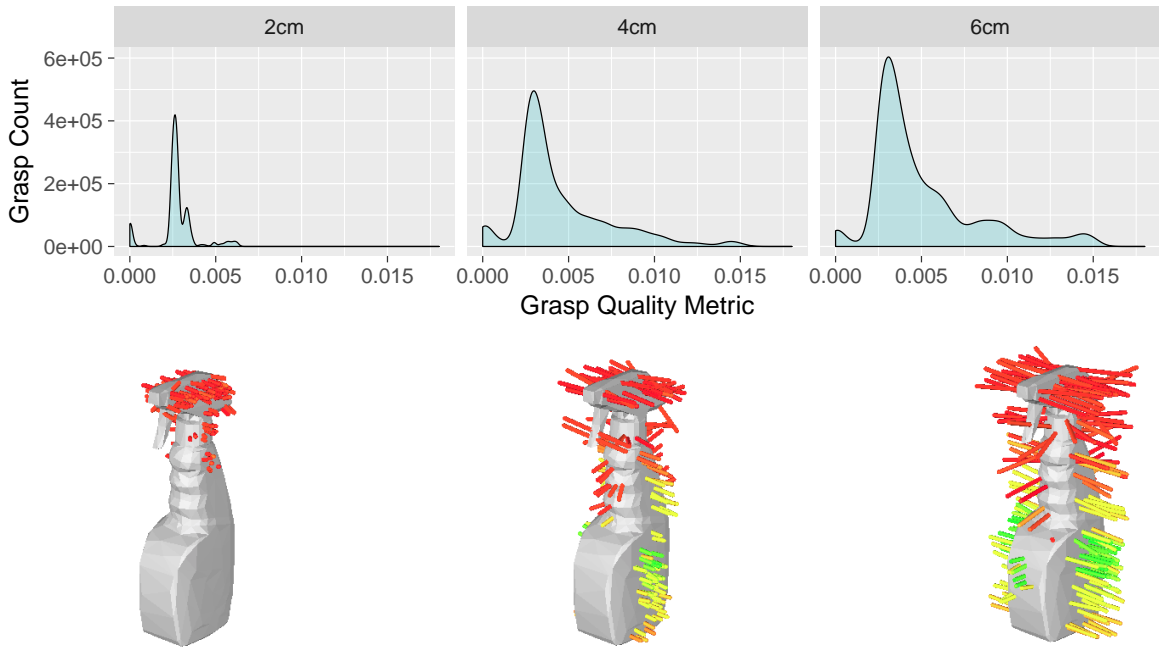 2cm 4cm 6cm
Grasp Count
6e+05
4e+05
2e+05
0e+00
0.000 0.005 0.010 0.015 0.000 0.005 0.010 0.015 0.000 0.005 0.010 0.015
Grasp Quality Metric